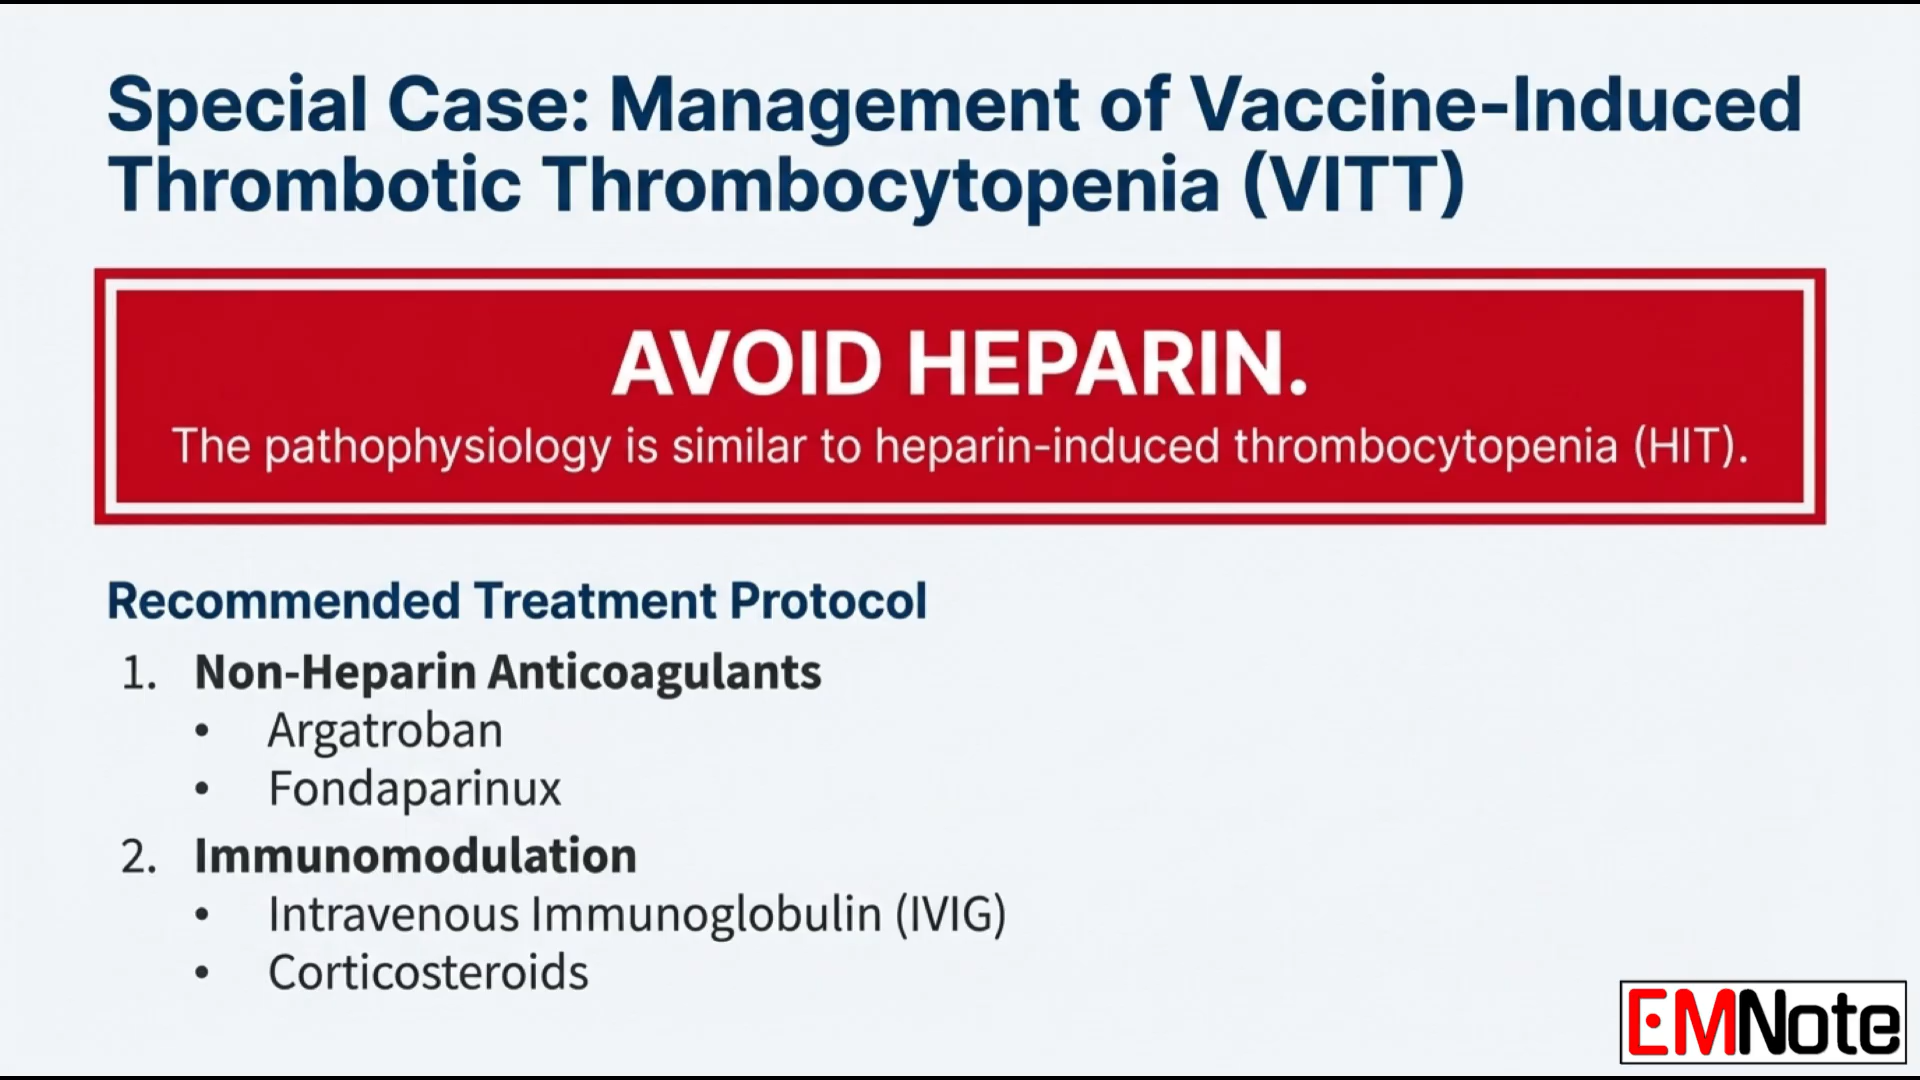 Special Case: Management of Vaccine-Induced
Thrombotic Thrombocytopenia (VITT)
AVOID HEPARIN.
The pathophysiology is similar to heparin-induced thrombocytopenia (HIT).
Recommended Treatment Protocol
1. Non-Heparin Anticoagulants
• Argatroban
• Fondaparinux
2. Immunomodulation
• Intravenous Immunoglobulin (IVIG)
• Corticosteroids
EMNote